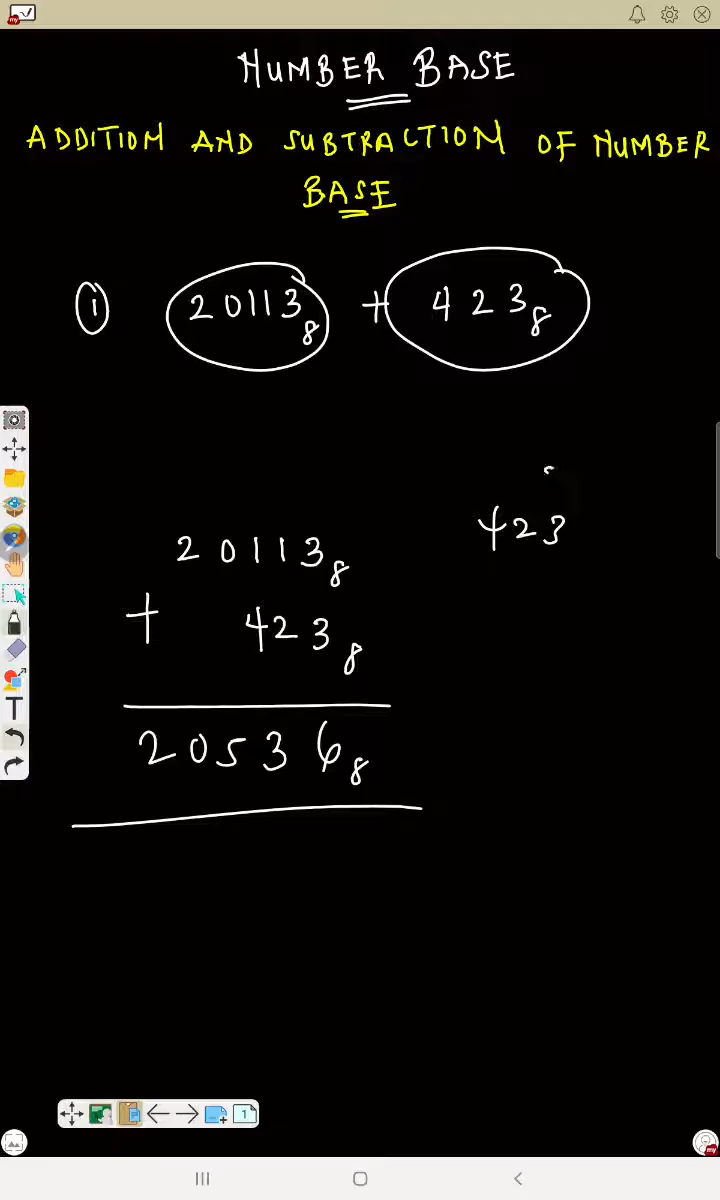 NUMBER BASE
ADDITION AND SUBTRACTION OF NUMBER
BASE
(i) 20113₈ + 423₈
20113₈
+ 423₈
20536₈
423
T
1